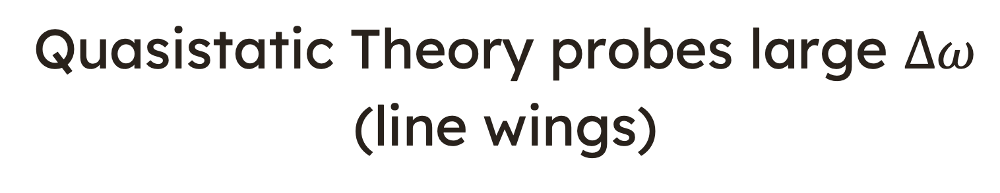 Quasistatic Theory probes large Δω
(line wings)